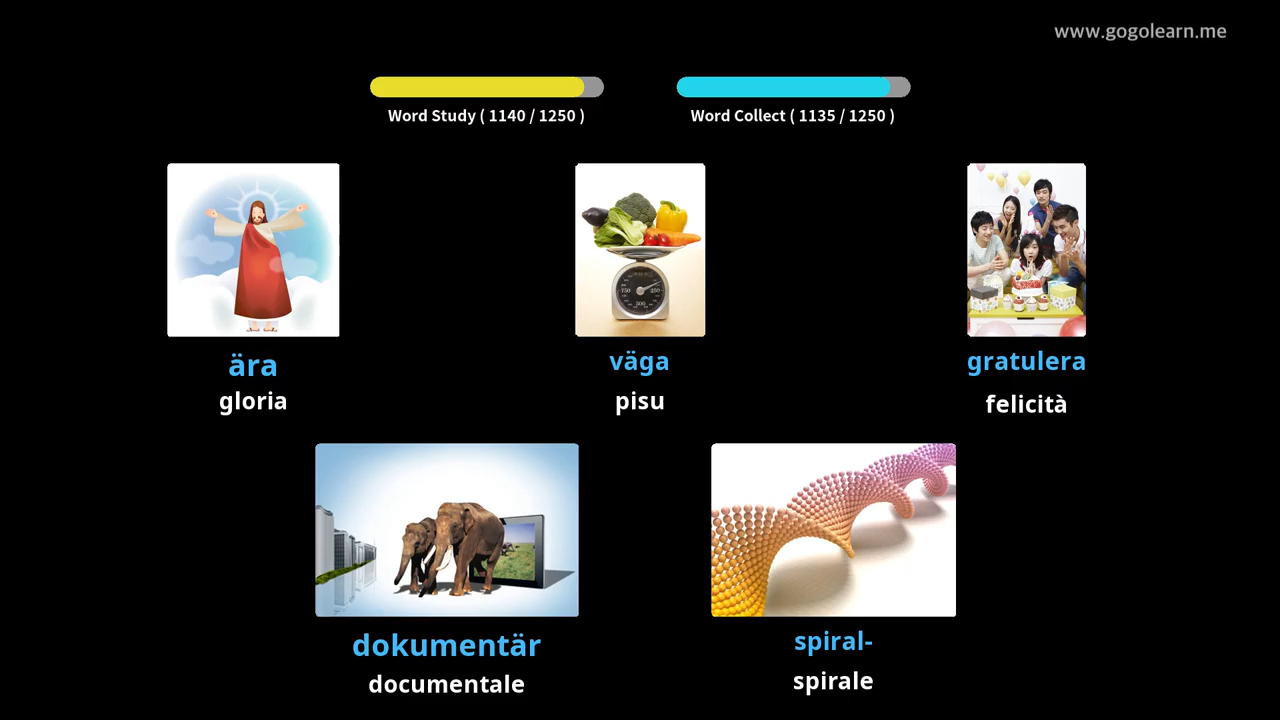 www.gogolearn.me
Word Study ( 1140 / 1250 )
Word Collect ( 1135 / 1250 )
ära
gloria
väga
pisu
gratulera
felicità
dokumentär
documentale
spiral-
spirale